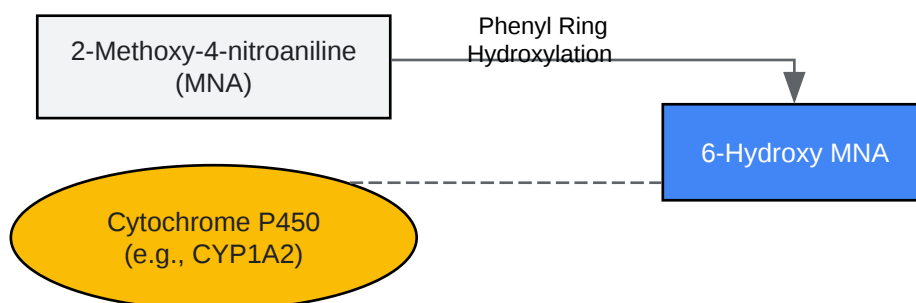 2-Methoxy-4-nitroaniline
(MNA)
Phenyl Ring
Hydroxylation
6-Hydroxy MNA
Cytochrome P450
(e.g., CYP1A2)